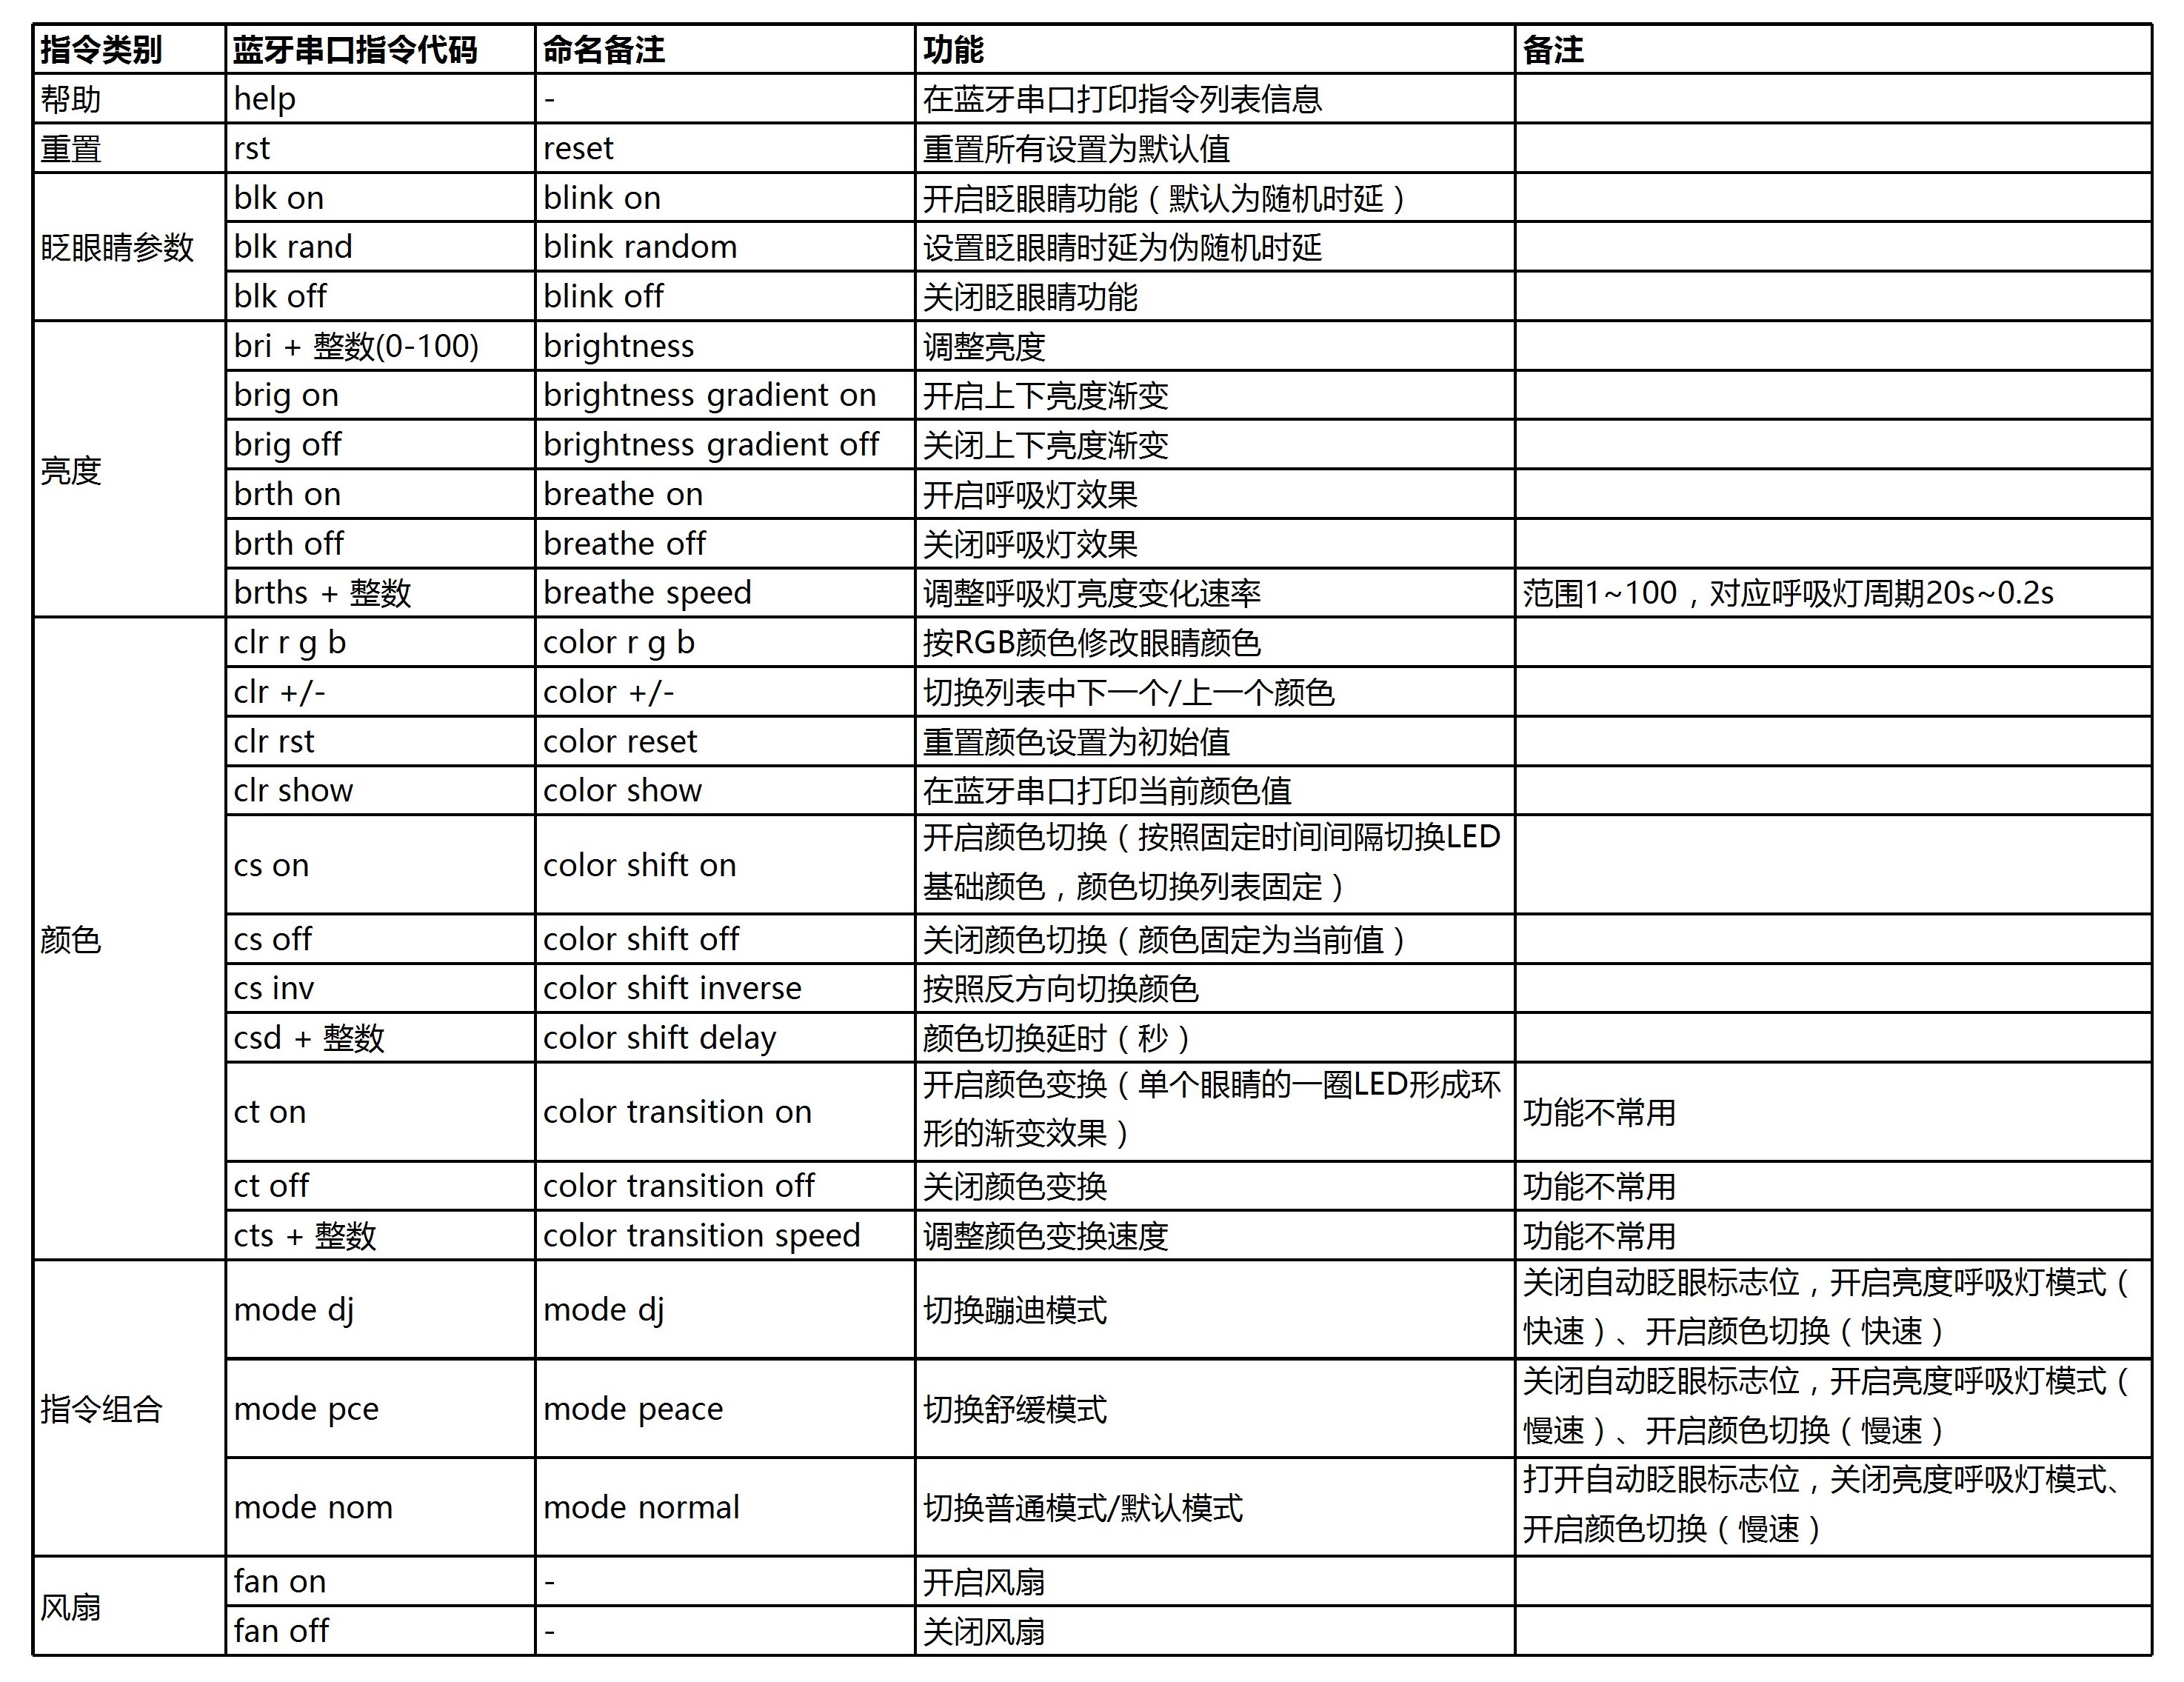 指令类别 蓝牙串口指令代码 命名备注 功能 备注
帮助 help - 在蓝牙串口打印指令列表信息
重置 rst reset 重置所有设置为默认值
眨眼睛参数
blk on blink on 开启眨眼睛功能（默认为随机时延）
blk rand blink random 设置眨眼睛时延为伪随机时延
blk off blink off 关闭眨眼睛功能
亮度
bri + 整数(0-100) brightness 调整亮度
brig on brightness gradient on 开启上下亮度渐变
brig off brightness gradient off 关闭上下亮度渐变
brth on breathe on 开启呼吸灯效果
brth off breathe off 关闭呼吸灯效果
brths + 整数 breathe speed 调整呼吸灯亮度变化速率 范围1~100，对应呼吸灯周期20s~0.2s
颜色
clr r g b color r g b 按RGB颜色修改眼睛颜色
clr +/- color +/- 切换列表中下一个/上一个颜色
clr rst color reset 重置颜色设置为初始值
clr show color show 在蓝牙串口打印当前颜色值
cs on color shift on 开启颜色切换（按照固定时间间隔切换LED
基础颜色，颜色切换列表固定）
cs off color shift off 关闭颜色切换（颜色固定为当前值）
cs inv color shift inverse 按照反方向切换颜色
csd + 整数 color shift delay 颜色切换延时（秒）
ct on color transition on 开启颜色变换（单个眼睛的一圈LED形成环
形的渐变效果） 功能不常用
ct off color transition off 关闭颜色变换 功能不常用
cts + 整数 color transition speed 调整颜色变换速度 功能不常用
指令组合
mode dj mode dj 切换蹦迪模式 关闭自动眨眼标志位，开启亮度呼吸灯模式（
快速）、开启颜色切换（快速）
mode pce mode peace 切换舒缓模式 关闭自动眨眼标志位，开启亮度呼吸灯模式（
慢速）、开启颜色切换（慢速）
mode nom mode normal 切换普通模式/默认模式 打开自动眨眼标志位，关闭亮度呼吸灯模式、
开启颜色切换（慢速）
风扇
fan on - 开启风扇
fan off - 关闭风扇